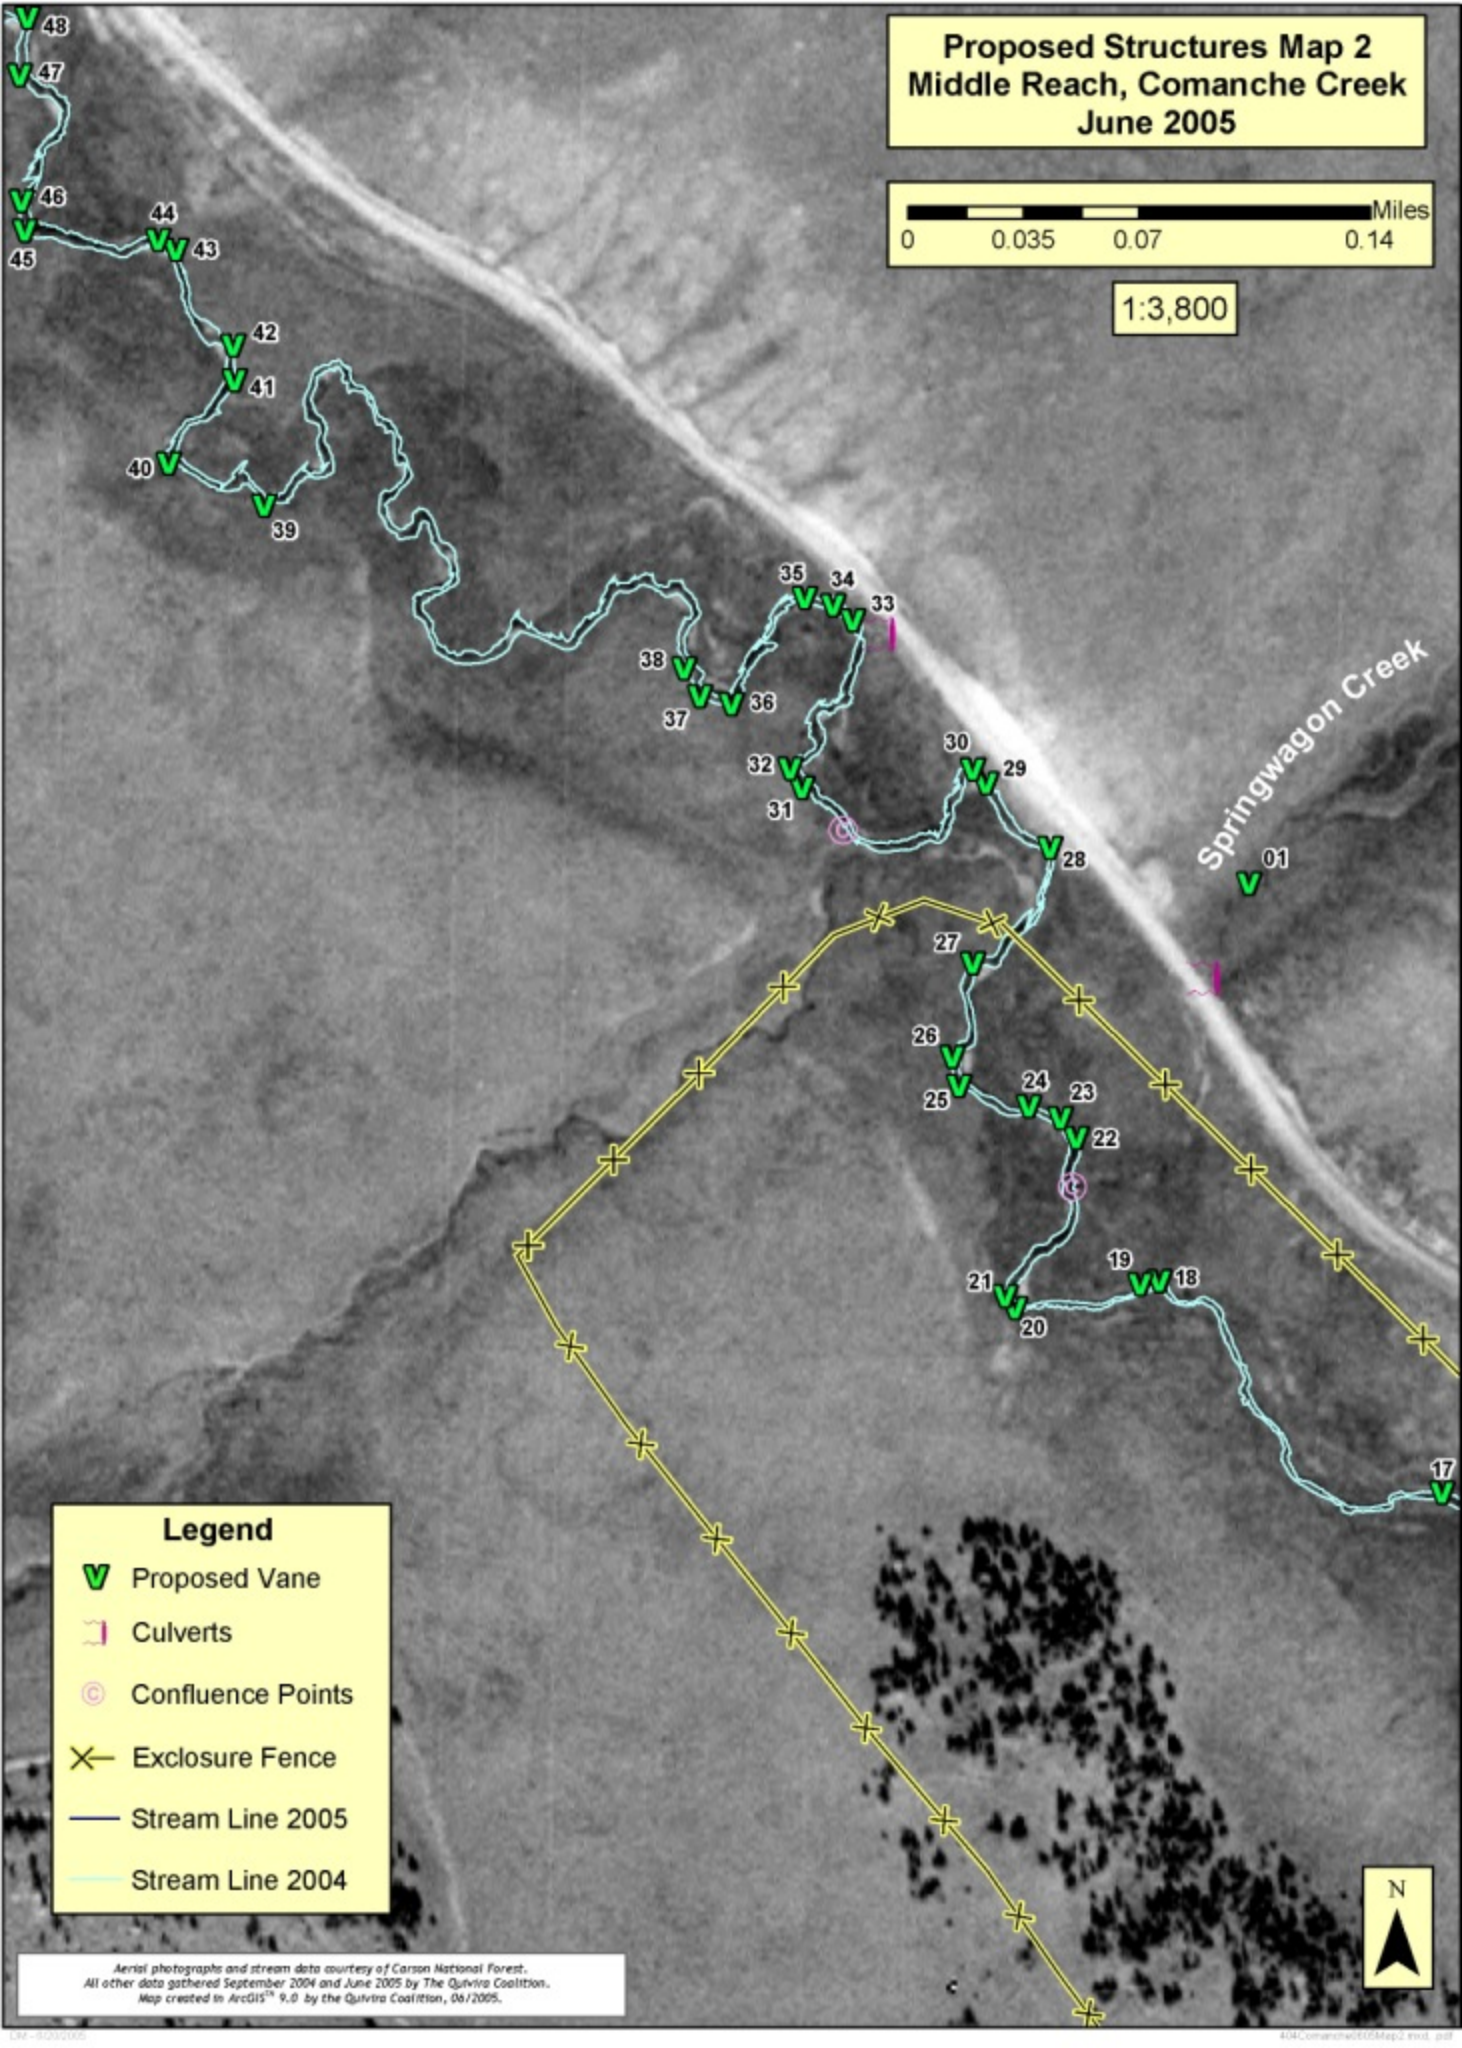 Proposed Structures Map 2
Middle Reach, Comanche Creek
June 2005
Miles
0 0.035 0.07 0.14
1:3,800
48
47
46
45
44
43
42
41
40
39
35
34
33
38
37
36
32
31
30
29
28
Springwagon Creek
01
27
26
25
24
23
22
21
20
19
18
17
Legend
V Proposed Vane
Culverts
© Confluence Points
Exclosure Fence
Stream Line 2005
Stream Line 2004
N
Aerial photographs and stream data courtesy of Carson National Forest.
All other data gathered September 2004 and June 2005 by The Quivira Coalition.
Map created in ArcGIS™ 9.0 by the Quivira Coalition, 06/2005.